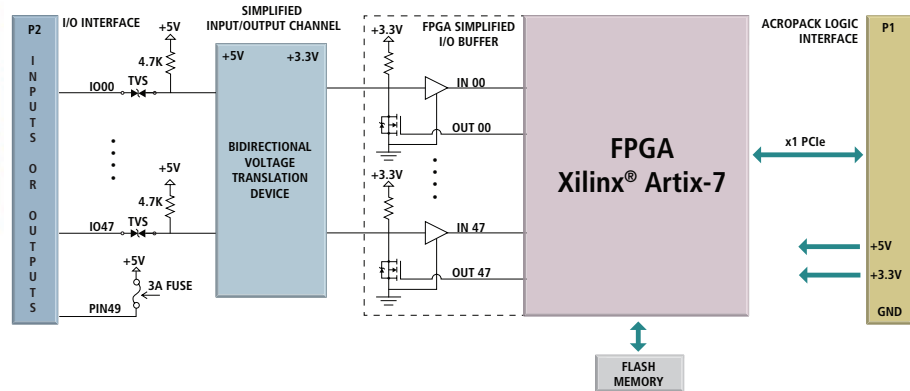 P2
INPUTS OR OUTPUTS
I/O INTERFACE
+5V
4.7K
IO00
TVS
+5V
4.7K
IO47
TVS
+5V
3A FUSE
PIN49
SIMPLIFIED
INPUT/OUTPUT CHANNEL
+5V +3.3V
BIDIRECTIONAL
VOLTAGE
TRANSLATION
DEVICE
FPGA SIMPLIFIED
I/O BUFFER
+3.3V
IN 00
OUT 00
+3.3V
IN 47
OUT 47
FPGA
Xilinx® Artix-7
FLASH
MEMORY
ACROPACK LOGIC
INTERFACE
x1 PCIe
P1
+5V
+3.3V
GND